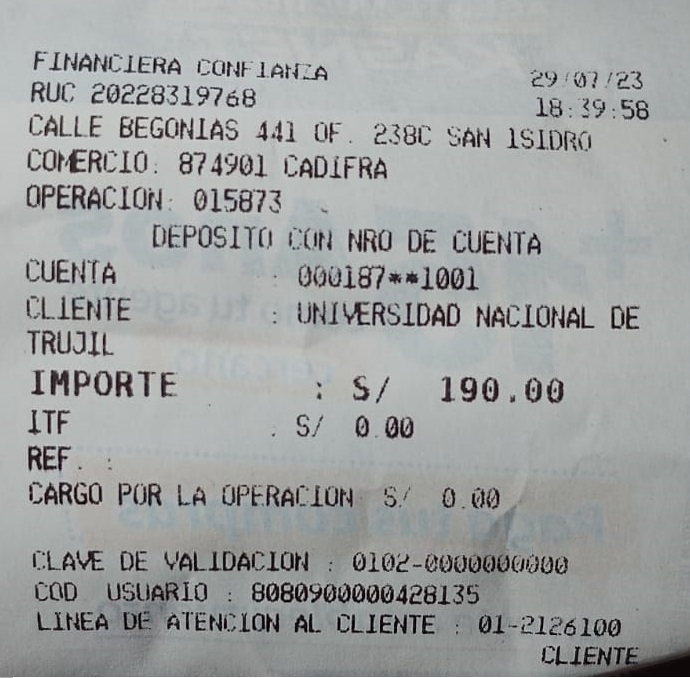 FINANCIERA CONFIANZA 29/07/23
RUC 20228319768 18:39:58
CALLE BEGONIAS 441 OF. 238C SAN ISIDRO
COMERCIO: 874901 CADIFRA
OPERACION: 015873
DEPOSITO CON NRO DE CUENTA
CUENTA : 000187**1001
CLIENTE : UNIVERSIDAD NACIONAL DE
TRUJIL
IMPORTE : S/ 190.00
ITF : S/ 0.00
REF. :
CARGO POR LA OPERACION S/ 0.00
CLAVE DE VALIDACION : 0102-0000000000
COD USUARIO : 8080900000428135
LINEA DE ATENCION AL CLIENTE : 01-2126100
CLIENTE